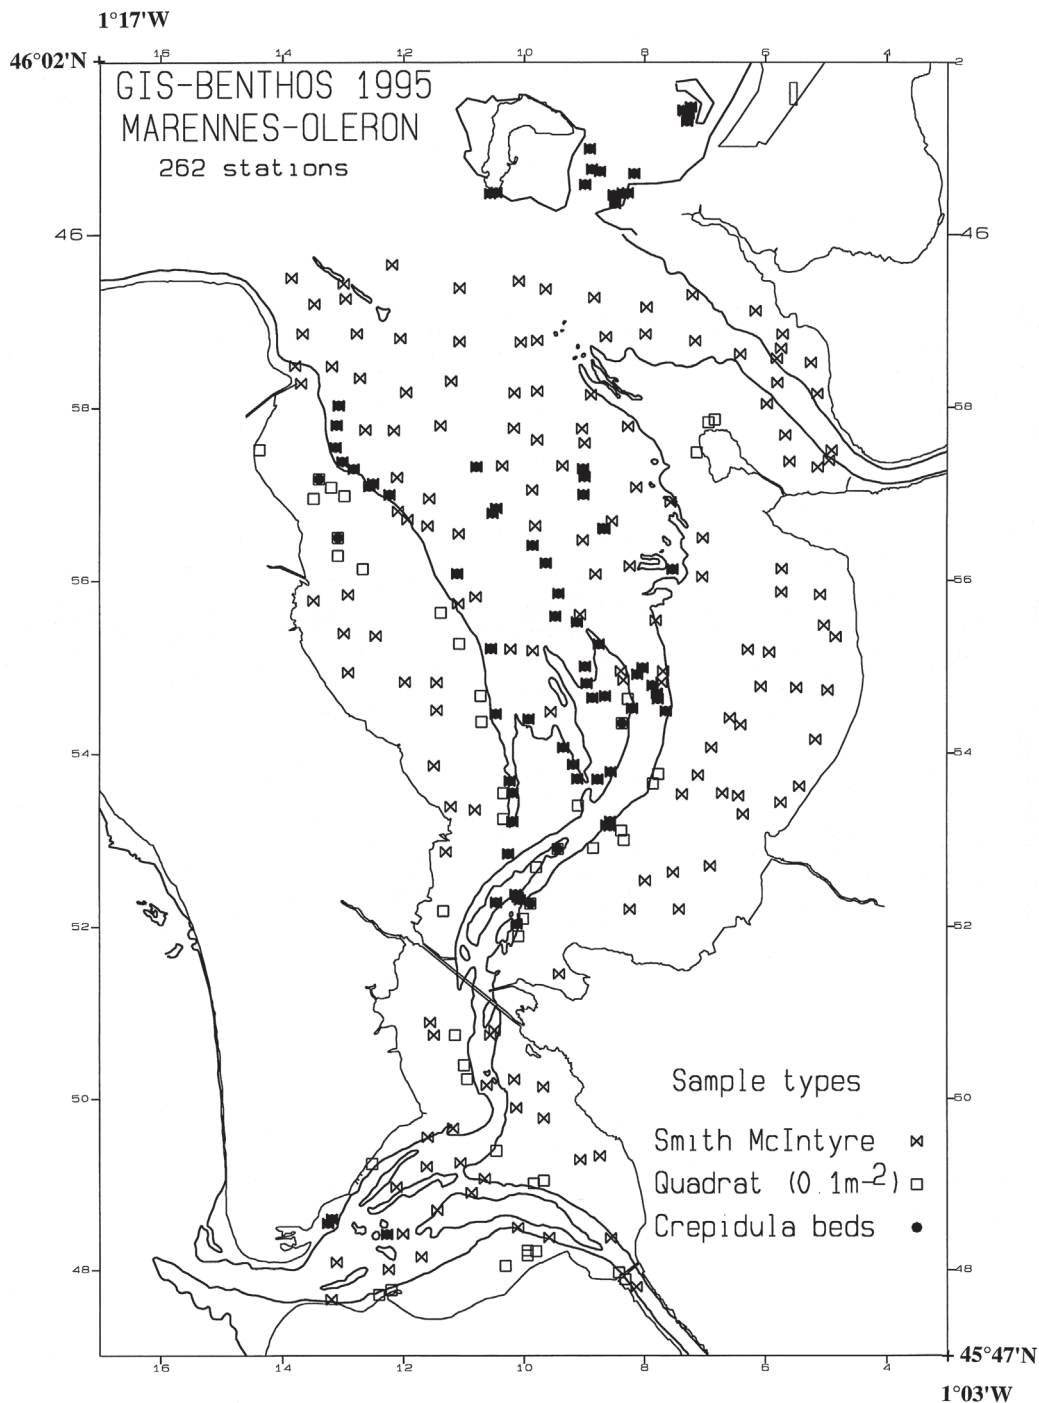 1°17'W
46°02'N
16 14 12 10 8 6 4
2
GIS-BENTHOS 1995
MARENNES-OLERON
262 stations
46 46
58 58
56 56
54 54
52 52
50 50
Sample types
Smith McIntyre
Quadrat (0.1m-2)
Crepidula beds
48 48
16 14 12 10 8 6 4
45°47'N
1°03'W